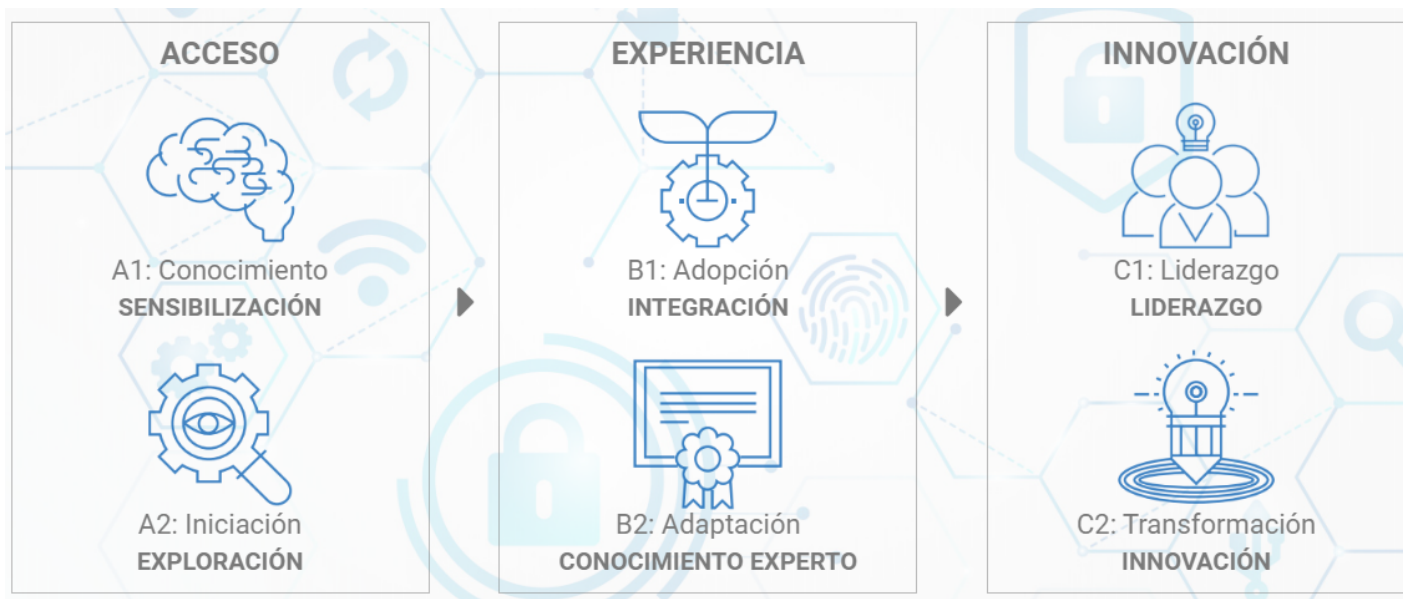 ACCESO
A1: Conocimiento
SENSIBILIZACIÓN
A2: Iniciación
EXPLORACIÓN
EXPERIENCIA
B1: Adopción
INTEGRACIÓN
B2: Adaptación
CONOCIMIENTO EXPERTO
INNOVACIÓN
C1: Liderazgo
LIDERAZGO
C2: Transformación
INNOVACIÓN